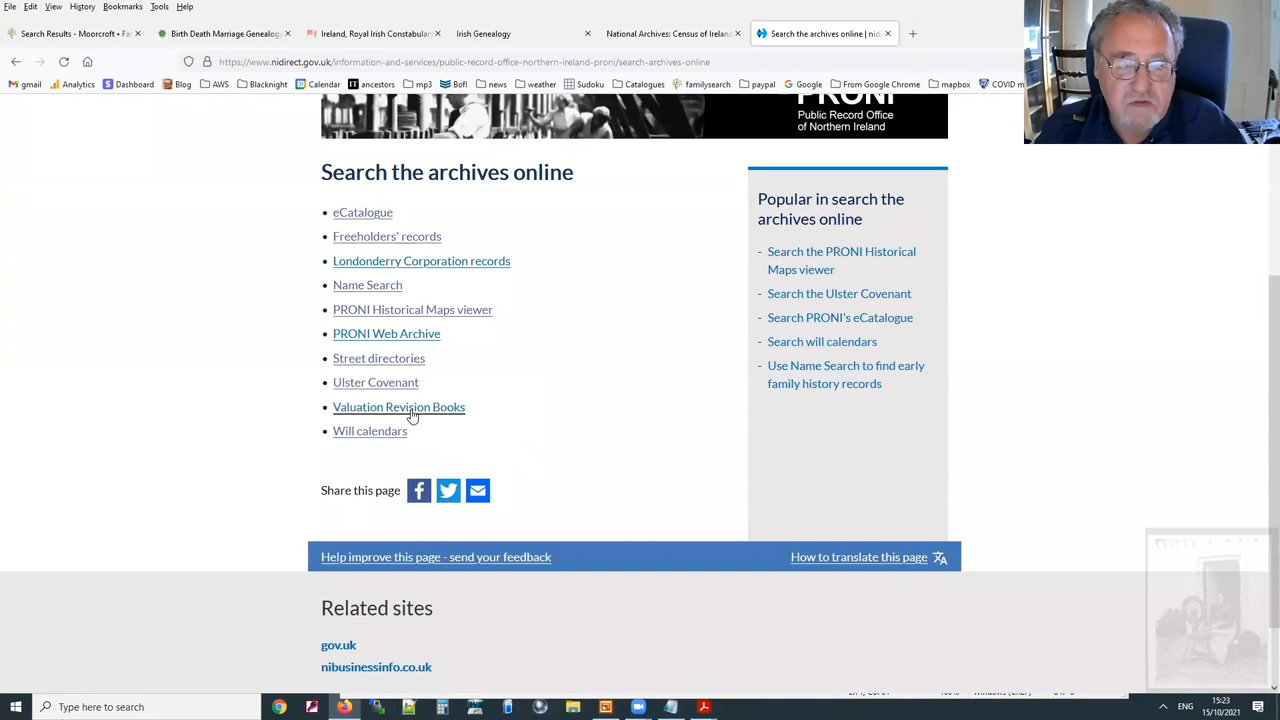 File Edit View History Bookmarks Tools Help
Search Results - Moorcroft • Fa
Birth Death Marriage Genealogy
Ireland, Royal Irish Constabular
Irish Genealogy
National Archives: Census of Ireland
Search the archives online | nid
https://www.nidirect.gov.uk/information-and-services/public-record-office-northern-ireland-proni/search-archives-online
gmail Analytics Dashboard Blog AWS Blacknight Calendar ancestors mp3 Bofi news weather Sudoku Catalogues familysearch paypal Google From Google Chrome mapbox COVID m
PRONI
Public Record Office
of Northern Ireland
Search the archives online
• eCatalogue
• Freeholders' records
• Londonderry Corporation records
• Name Search
• PRONI Historical Maps viewer
• PRONI Web Archive
• Street directories
• Ulster Covenant
• Valuation Revision Books
• Will calendars
Share this page
Popular in search the
archives online
- Search the PRONI Historical
Maps viewer
- Search the Ulster Covenant
- Search PRONI's eCatalogue
- Search will calendars
- Use Name Search to find early
family history records
Help improve this page - send your feedback
How to translate this page
Related sites
gov.uk
nibusinessinfo.co.uk
Type here to search
ENG
15:23
15/10/2021